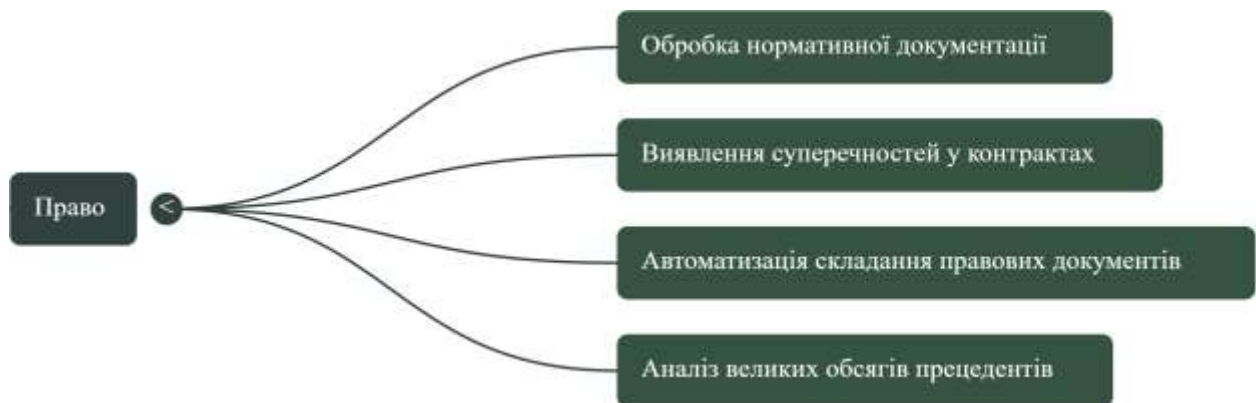 Право
<
Обробка нормативної документації
Виявлення суперечностей у контрактах
Автоматизація складання правових документів
Аналіз великих обсягів прецедентів